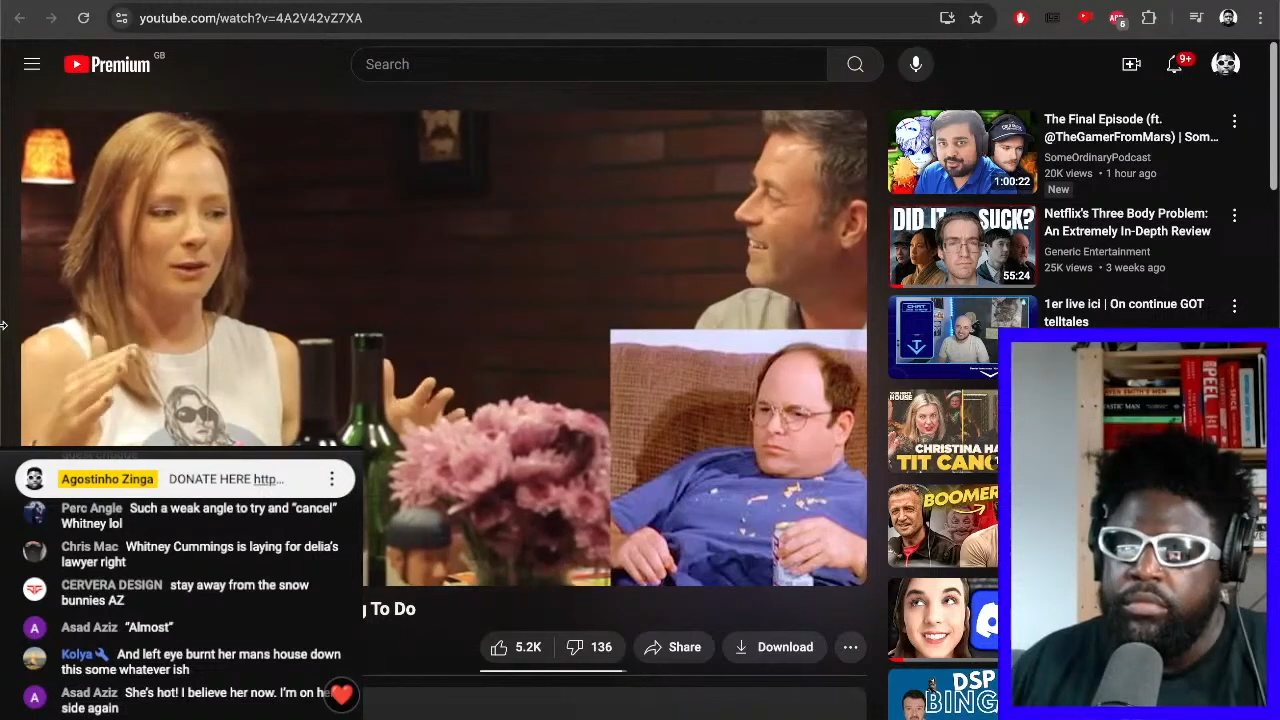 youtube.com/watch?v=4A2V42vZ7XA
Premium
GB
Search
9+
The Final Episode (ft.
@TheGamerFromMars) | Som...
SomeOrdinaryPodcast
20K views • 1 hour ago
New
1:00:22
DID IT SUCK?
Netflix's Three Body Problem:
An Extremely In-Depth Review
Generic Entertainment
25K views • 3 weeks ago
55:24
1er live ici | On continue GOT
telltales
CHRISTINA HA
TIT CANC
BOOMER
DSP
BING
Agostinho Zinga DONATE HERE http...
Perc Angle Such a weak angle to try and "cancel"
Whitney lol
Chris Mac Whitney Cummings is laying for delia's
lawyer right
CERVERA DESIGN stay away from the snow
bunnies AZ
Asad Aziz "Almost"
Kolya And left eye burnt her mans house down
this some whatever ish
Asad Aziz She's hot! I believe her now. I'm on he
side again
g To Do
5.2K
136
Share
Download